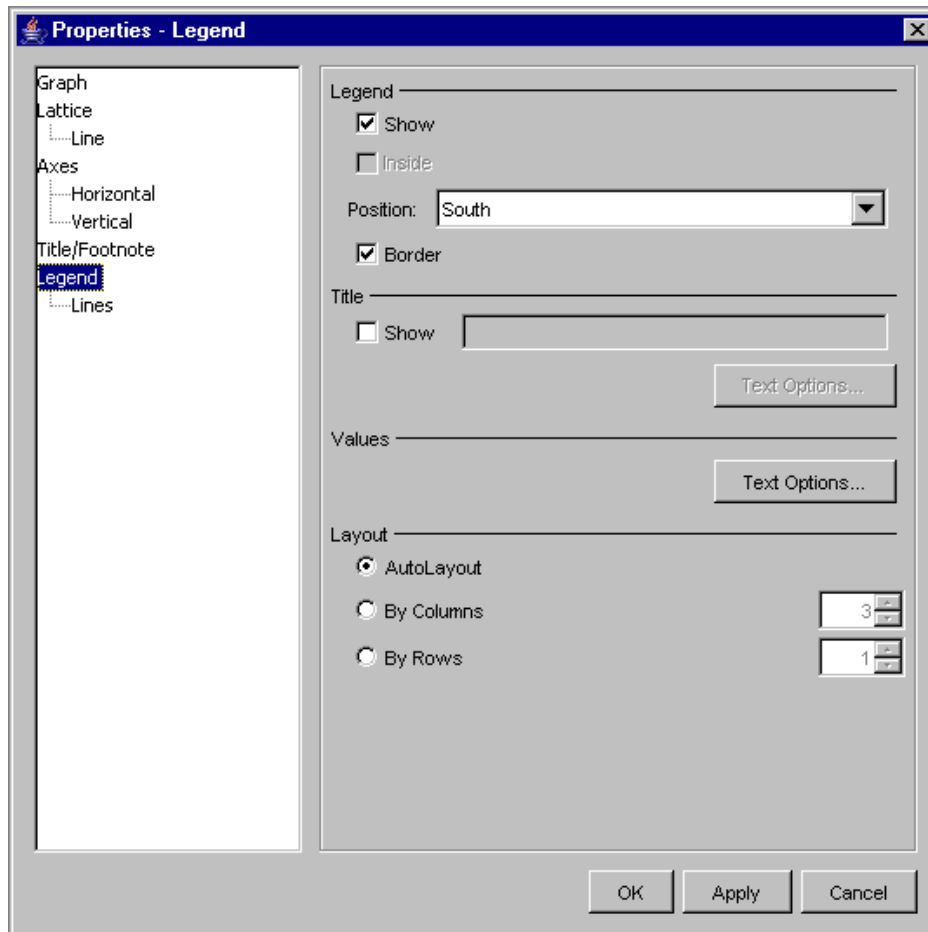 Properties - Legend
Graph
Lattice
Line
Axes
Horizontal
Vertical
Title/Footnote
Legend
Lines
Legend
Show
Inside
Position: South
Border
Title
Show
Text Options...
Values
Text Options...
Layout
AutoLayout
By Columns 3
By Rows 1
OK Apply Cancel